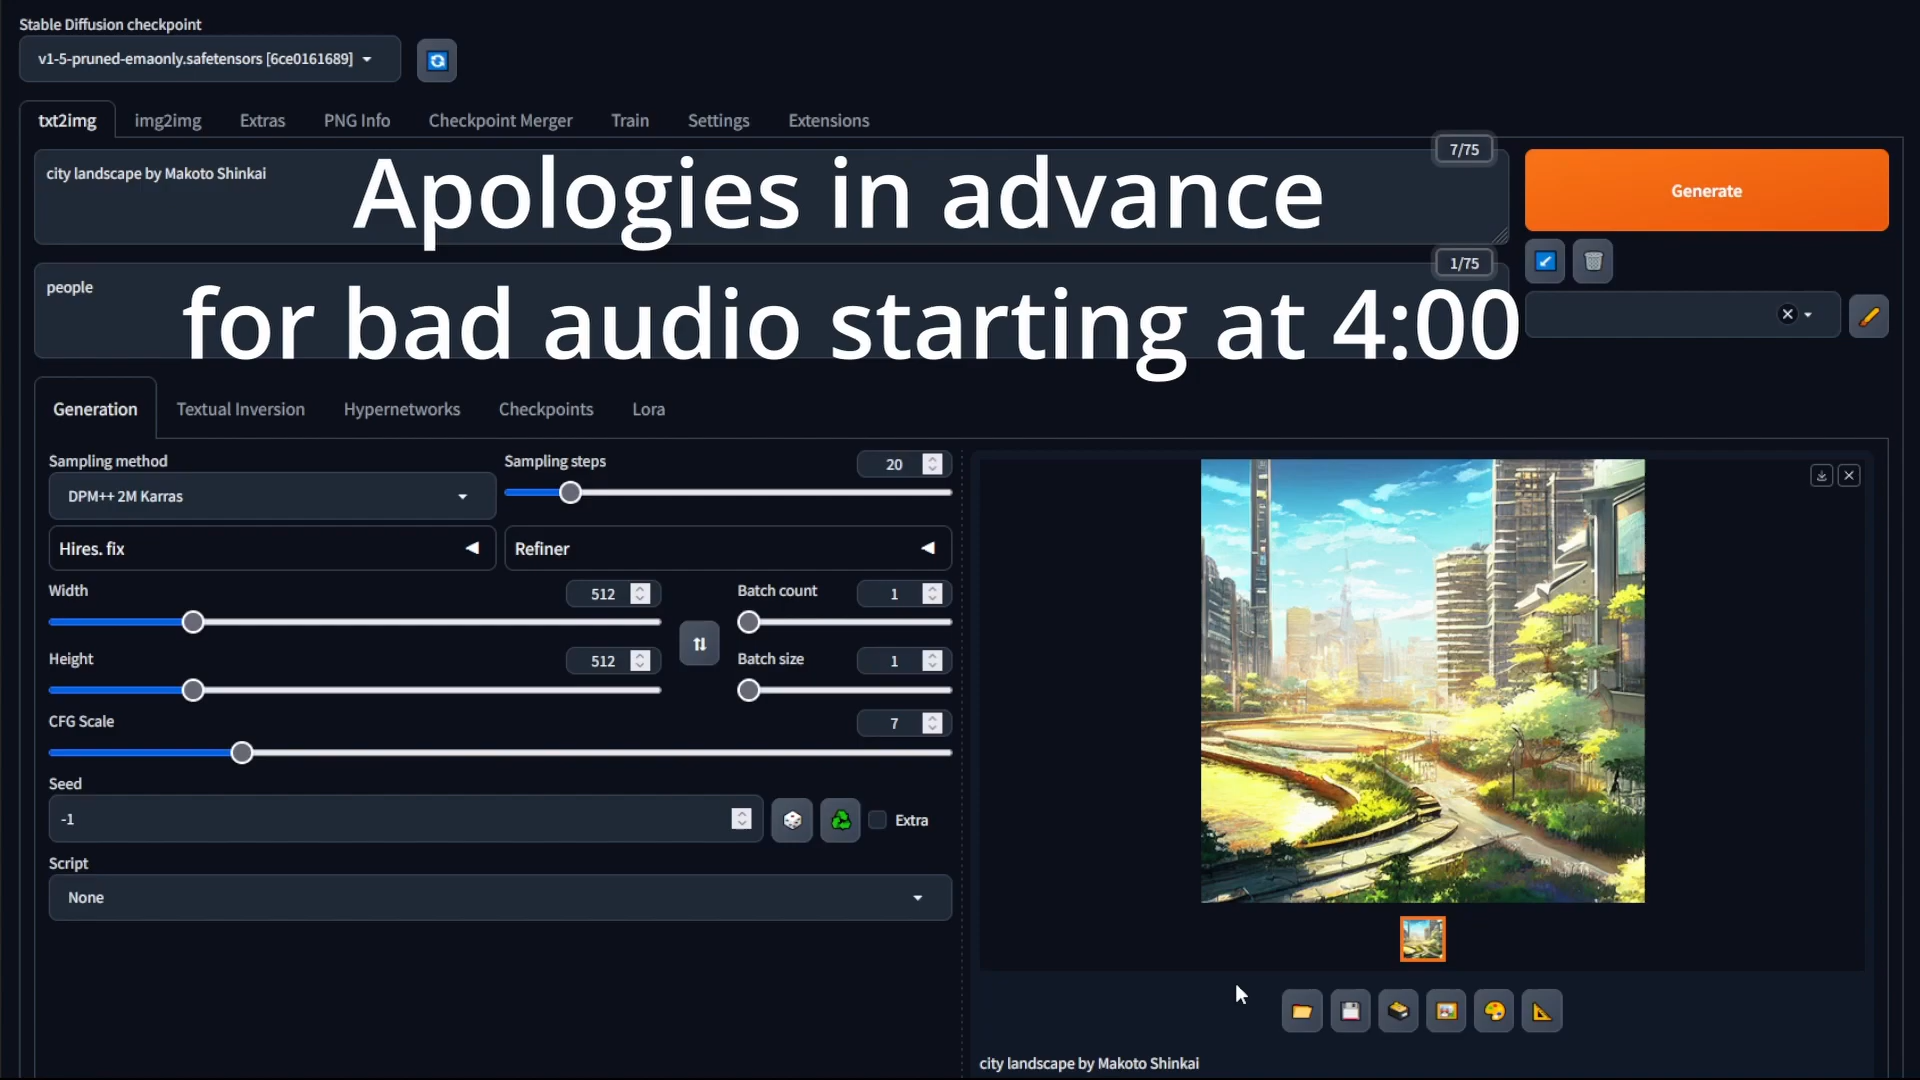 Stable Diffusion checkpoint
v1-5-pruned-emaonly.safetensors [6ce0161689]
txt2img img2img Extras PNG Info Checkpoint Merger Train Settings Extensions
7/75
city landscape by Makoto Shinkai
Apologies in advance
Generate
1/75
people
for bad audio starting at 4:00
Generation Textual Inversion Hypernetworks Checkpoints Lora
Sampling method
DPM++ 2M Karras
Sampling steps
20
Hires. fix
Refiner
Width
512
Batch count
1
Height
512
Batch size
1
CFG Scale
7
Seed
-1
Extra
Script
None
city landscape by Makoto Shinkai